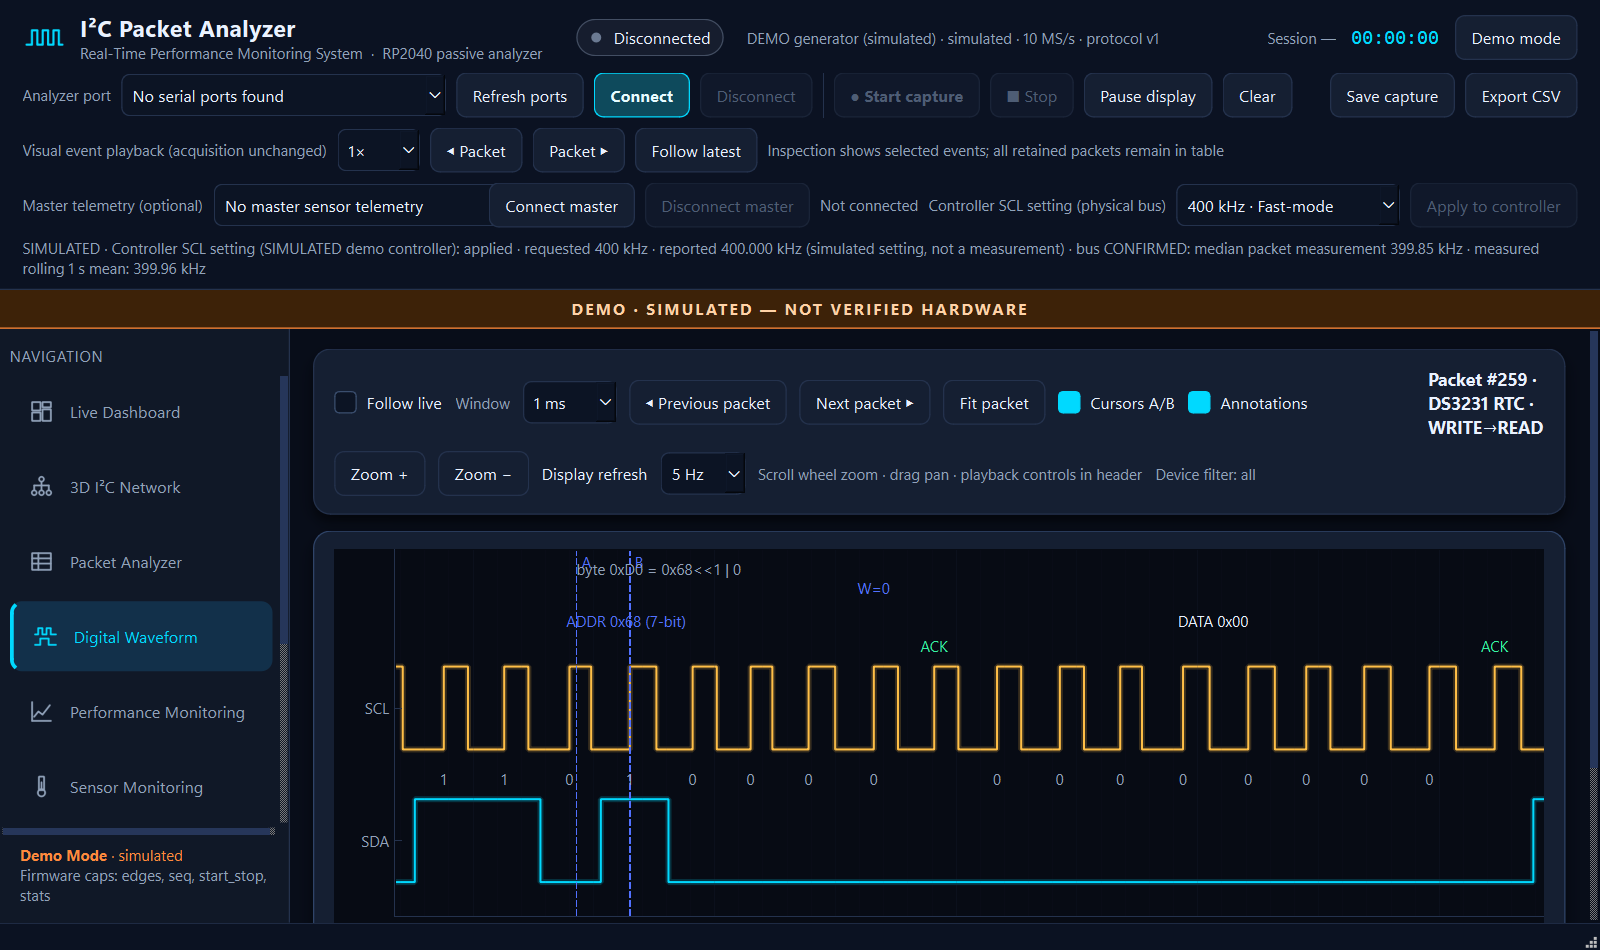 I²C Packet Analyzer
Real-Time Performance Monitoring System · RP2040 passive analyzer
Disconnected
DEMO generator (simulated) · simulated · 10 MS/s · protocol v1
Session — 00:00:00
Demo mode
Analyzer port
No serial ports found
Refresh ports
Connect
Disconnect
● Start capture
■ Stop
Pause display
Clear
Save capture
Export CSV
Visual event playback (acquisition unchanged)
1×
◂ Packet
Packet ▸
Follow latest
Inspection shows selected events; all retained packets remain in table
Master telemetry (optional)
No master sensor telemetry
Connect master
Disconnect master
Not connected
Controller SCL setting (physical bus)
400 kHz · Fast-mode
Apply to controller
SIMULATED · Controller SCL setting (SIMULATED demo controller): applied · requested 400 kHz · reported 400.000 kHz (simulated setting, not a measurement) · bus CONFIRMED: median packet measurement 399.85 kHz · measured
rolling 1 s mean: 399.96 kHz
DEMO · SIMULATED — NOT VERIFIED HARDWARE
NAVIGATION
Live Dashboard
3D I²C Network
Packet Analyzer
Digital Waveform
Performance Monitoring
Sensor Monitoring
Demo Mode · simulated
Firmware caps: edges, seq, start_stop,
stats
Follow live
Window
1 ms
◂ Previous packet
Next packet ▸
Fit packet
Cursors A/B
Annotations
Packet #259 ·
DS3231 RTC ·
WRITE→READ
Zoom +
Zoom −
Display refresh
5 Hz
Scroll wheel zoom · drag pan · playback controls in header
Device filter: all
A
B
byte 0xD0 = 0x68<<1 | 0
W=0
ADDR 0x68 (7-bit)
DATA 0x00
ACK
ACK
SCL
1 1 0 1 0 0 0 0 0 0 0 0 0 0 0 0
SDA